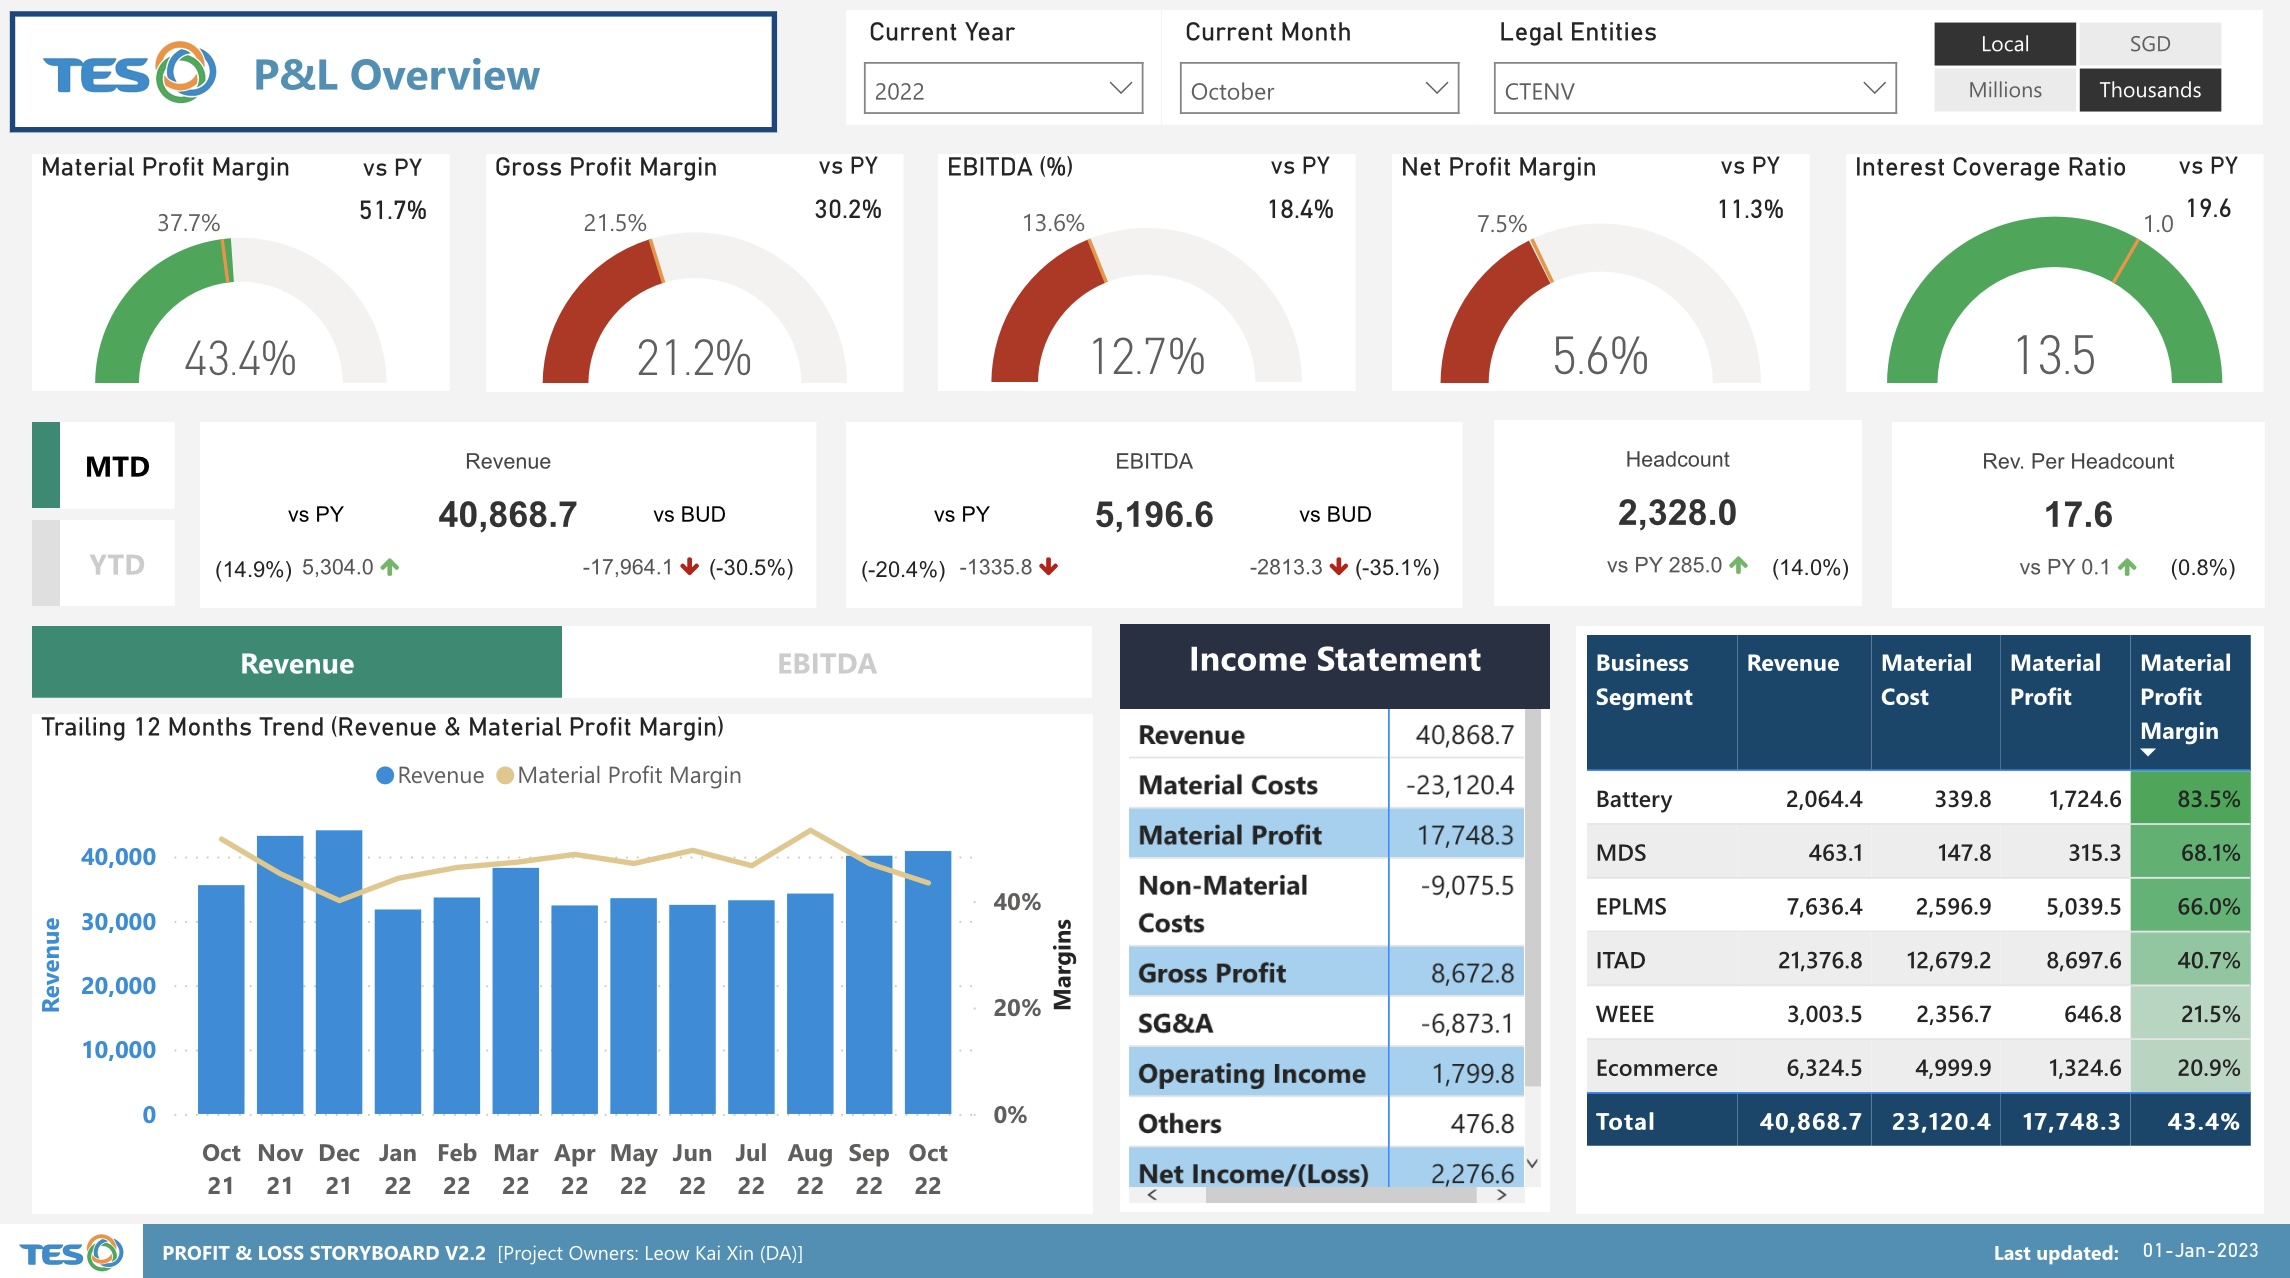 TES P&L Overview
Current Year
2022
Current Month
October
Legal Entities
CTENV
Local SGD
Millions Thousands
Material Profit Margin vs PY
51.7%
37.7%
43.4%
Gross Profit Margin vs PY
30.2%
21.5%
21.2%
EBITDA (%) vs PY
18.4%
13.6%
12.7%
Net Profit Margin vs PY
11.3%
7.5%
5.6%
Interest Coverage Ratio vs PY
19.6
1.0
13.5
MTD
YTD
Revenue
vs PY 40,868.7 vs BUD
(14.9%) 5,304.0 -17,964.1 (-30.5%)
EBITDA
vs PY 5,196.6 vs BUD
(-20.4%) -1335.8 -2813.3 (-35.1%)
Headcount
2,328.0
vs PY 285.0 (14.0%)
Rev. Per Headcount
17.6
vs PY 0.1 (0.8%)
Revenue EBITDA
Trailing 12 Months Trend (Revenue & Material Profit Margin)
Revenue Material Profit Margin
Revenue
40,000
30,000
20,000
10,000
0
40%
20%
0%
Margins
Oct Nov Dec Jan Feb Mar Apr May Jun Jul Aug Sep Oct
21 21 21 22 22 22 22 22 22 22 22 22 22
Income Statement
Revenue 40,868.7
Material Costs -23,120.4
Material Profit 17,748.3
Non-Material -9,075.5
Costs
Gross Profit 8,672.8
SG&A -6,873.1
Operating Income 1,799.8
Others 476.8
Net Income/(Loss) 2,276.6
Business Revenue Material Material Material
Segment Cost Profit Profit
Margin
Battery 2,064.4 339.8 1,724.6 83.5%
MDS 463.1 147.8 315.3 68.1%
EPLMS 7,636.4 2,596.9 5,039.5 66.0%
ITAD 21,376.8 12,679.2 8,697.6 40.7%
WEEE 3,003.5 2,356.7 646.8 21.5%
Ecommerce 6,324.5 4,999.9 1,324.6 20.9%
Total 40,868.7 23,120.4 17,748.3 43.4%
TES PROFIT & LOSS STORYBOARD V2.2 [Project Owners: Leow Kai Xin (DA)] Last updated: 01-Jan-2023